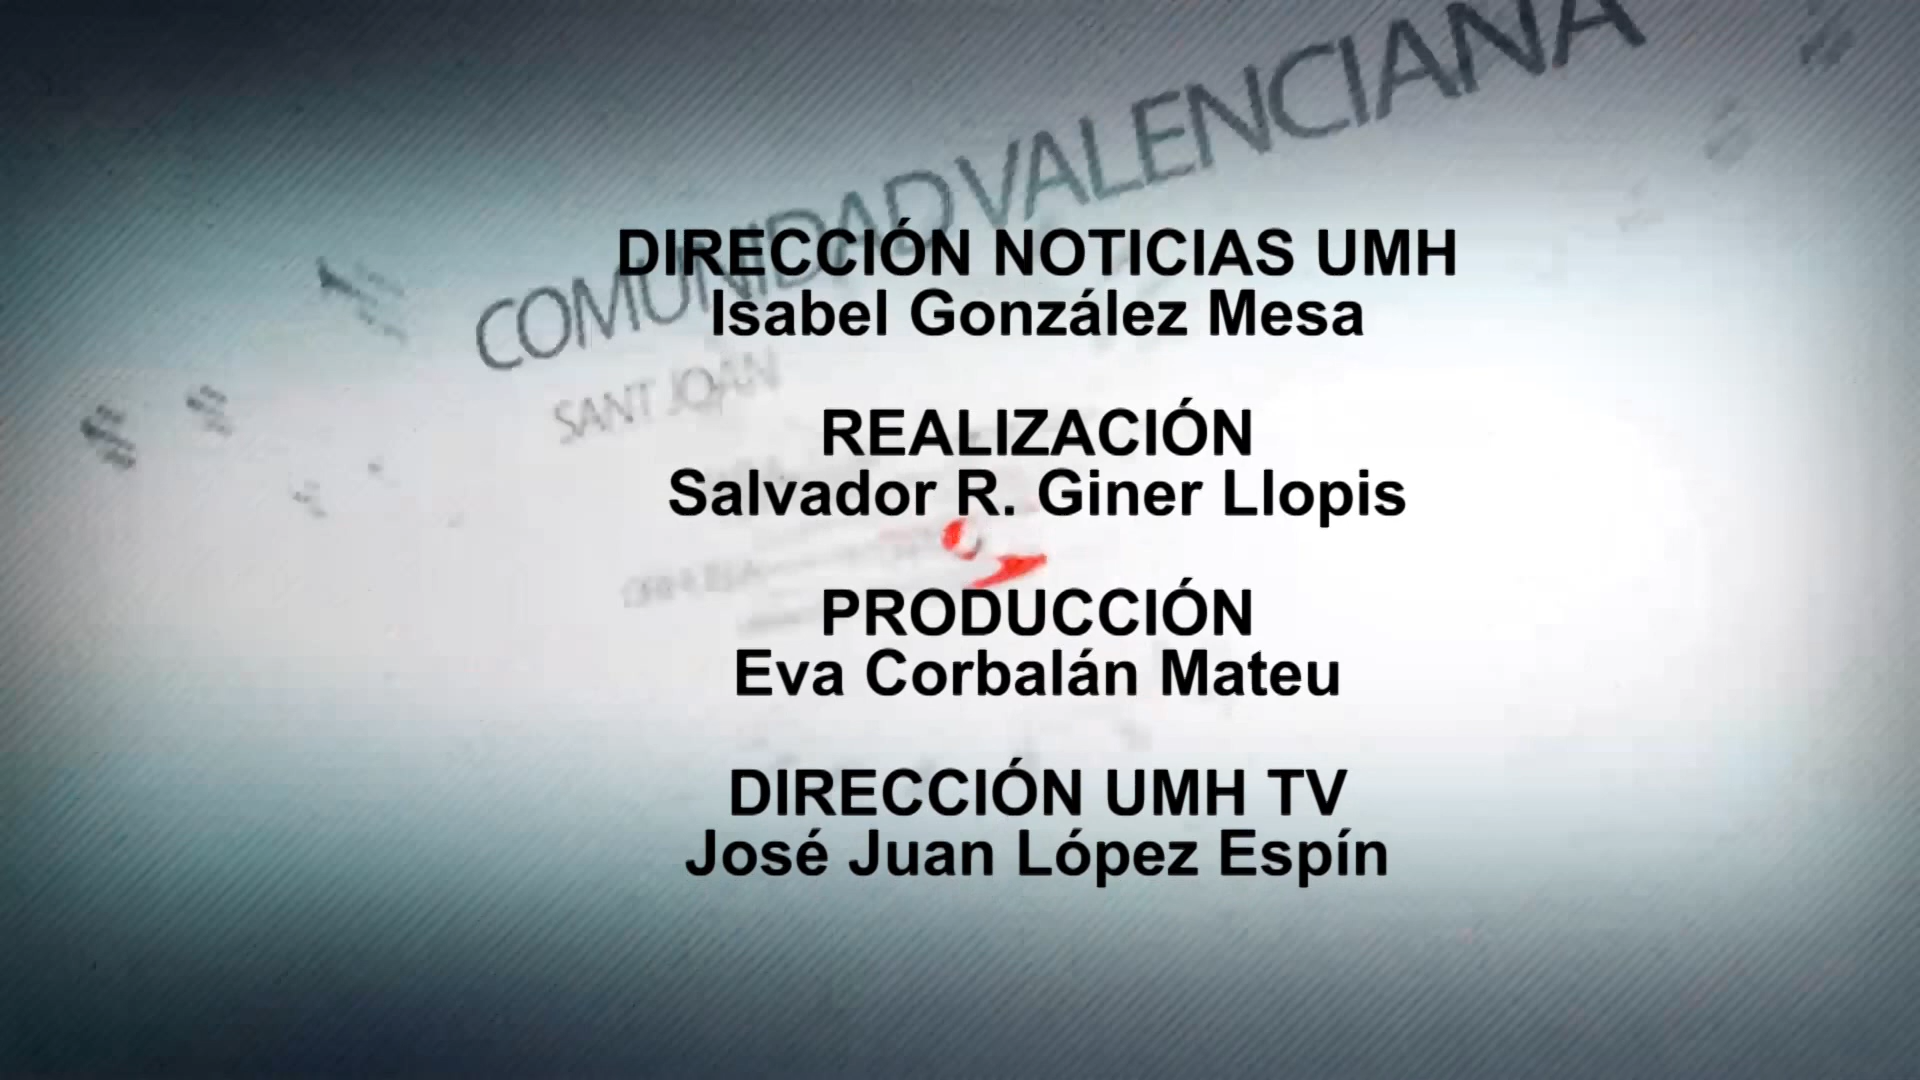 COMUNIDAD VALENCIANA
SANT JOAN
DIRECCIÓN NOTICIAS UMH
Isabel González Mesa
REALIZACIÓN
Salvador R. Giner Llopis
PRODUCCIÓN
Eva Corbalán Mateu
DIRECCIÓN UMH TV
José Juan López Espín